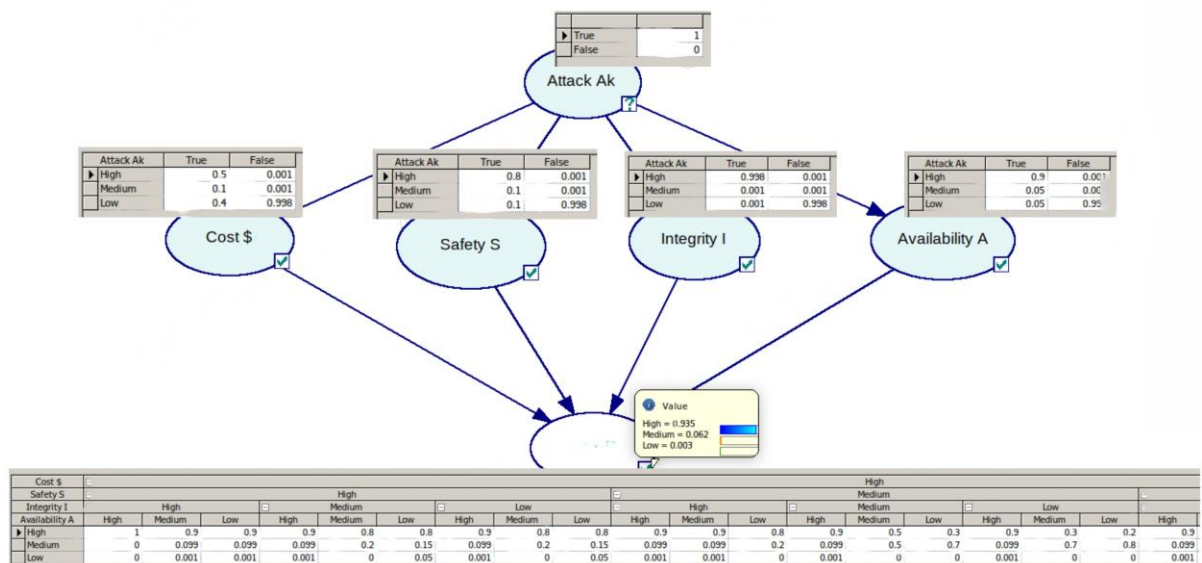 True 1
False 0
Attack Ak
Attack Ak True False
High 0.5 0.001
Medium 0.1 0.001
Low 0.4 0.998
Attack Ak True False
High 0.8 0.001
Medium 0.1 0.001
Low 0.1 0.998
Attack Ak True False
High 0.998 0.001
Medium 0.001 0.001
Low 0.001 0.998
Attack Ak True False
High 0.9
Medium 0.05
Low 0.05
Cost $
Safety S
Integrity I
Availability A
Value
High = 0.935
Medium = 0.062
Low = 0.003
Cost $ High
Safety S High Medium
Integrity I High Medium Low High Medium Low
Availability A High Medium Low High Medium Low High Medium Low High Medium Low High Medium Low High Medium Low High
High 1 0.9 0.9 0.9 0.8 0.8 0.9 0.8 0.8 0.9 0.9 0.8 0.9 0.5 0.3 0.9 0.3 0.2 0.9
Medium 0 0.099 0.099 0.099 0.2 0.15 0.099 0.2 0.15 0.099 0.099 0.2 0.099 0.5 0.7 0.099 0.7 0.8 0.099
Low 0 0.001 0.001 0.001 0 0.05 0.001 0 0.05 0.001 0.001 0 0.001 0 0 0.001 0 0 0.001